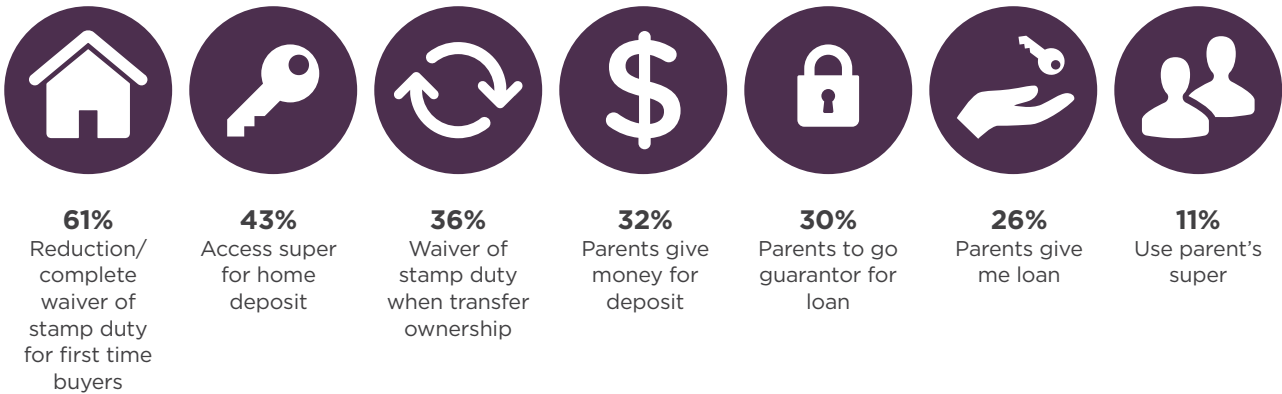 61%
Reduction/
complete
waiver of
stamp duty
for first time
buyers
43%
Access super
for home
deposit
36%
Waiver of
stamp duty
when transfer
ownership
32%
Parents give
money for
deposit
30%
Parents to go
guarantor for
loan
26%
Parents give
me loan
11%
Use parent's
super